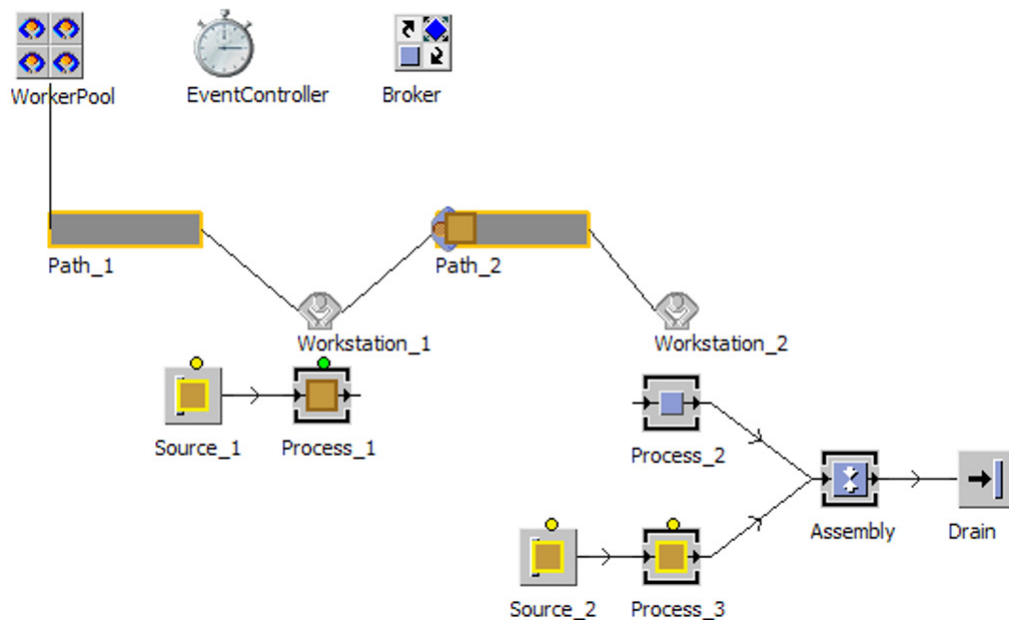 WorkerPool
EventController
Broker
Path_1
Path_2
Workstation_1
Workstation_2
Source_1
Process_1
Process_2
Assembly
Drain
Source_2
Process_3